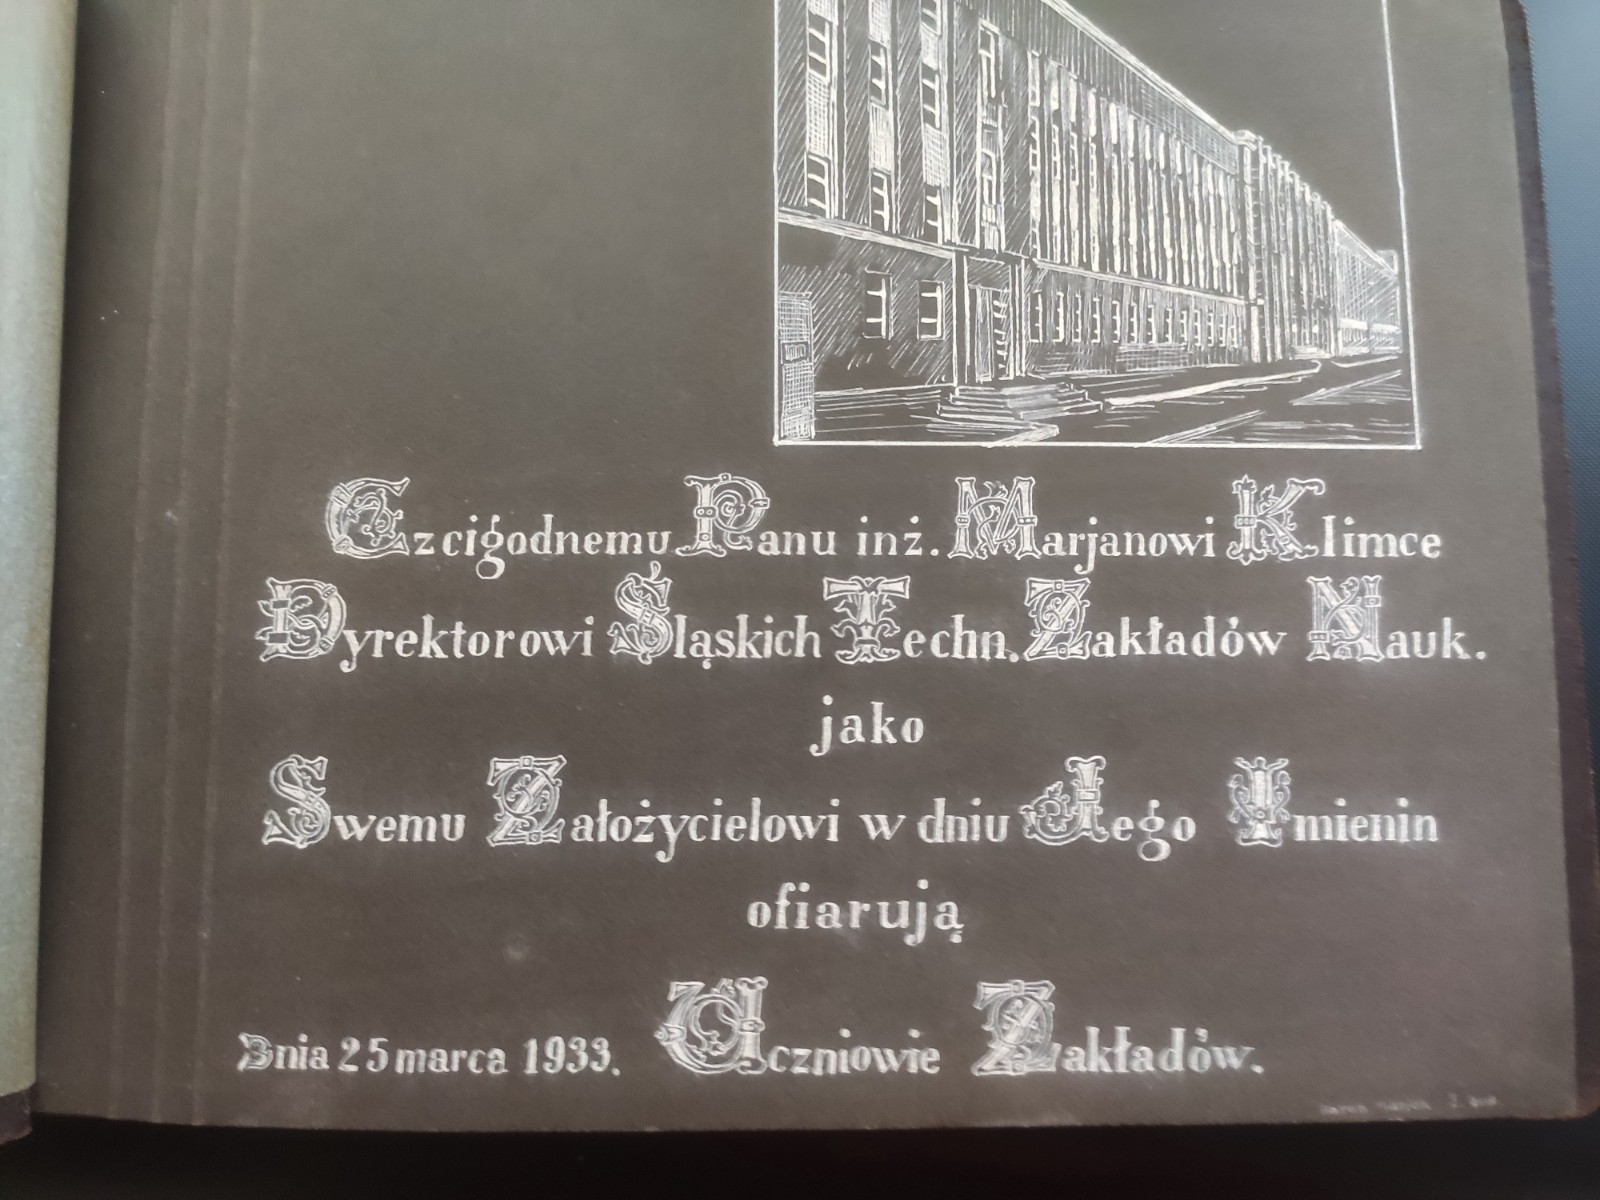 Czcigodnemu Panu inż. Marjanowi Klimce
Dyrektorowi Śląskich Techn. Zakładów Nauk.
jako
Swemu Założycielowi w dniu Jego Imienin
ofiarują
Dnia 25 marca 1933. Uczniowie Zakładów.